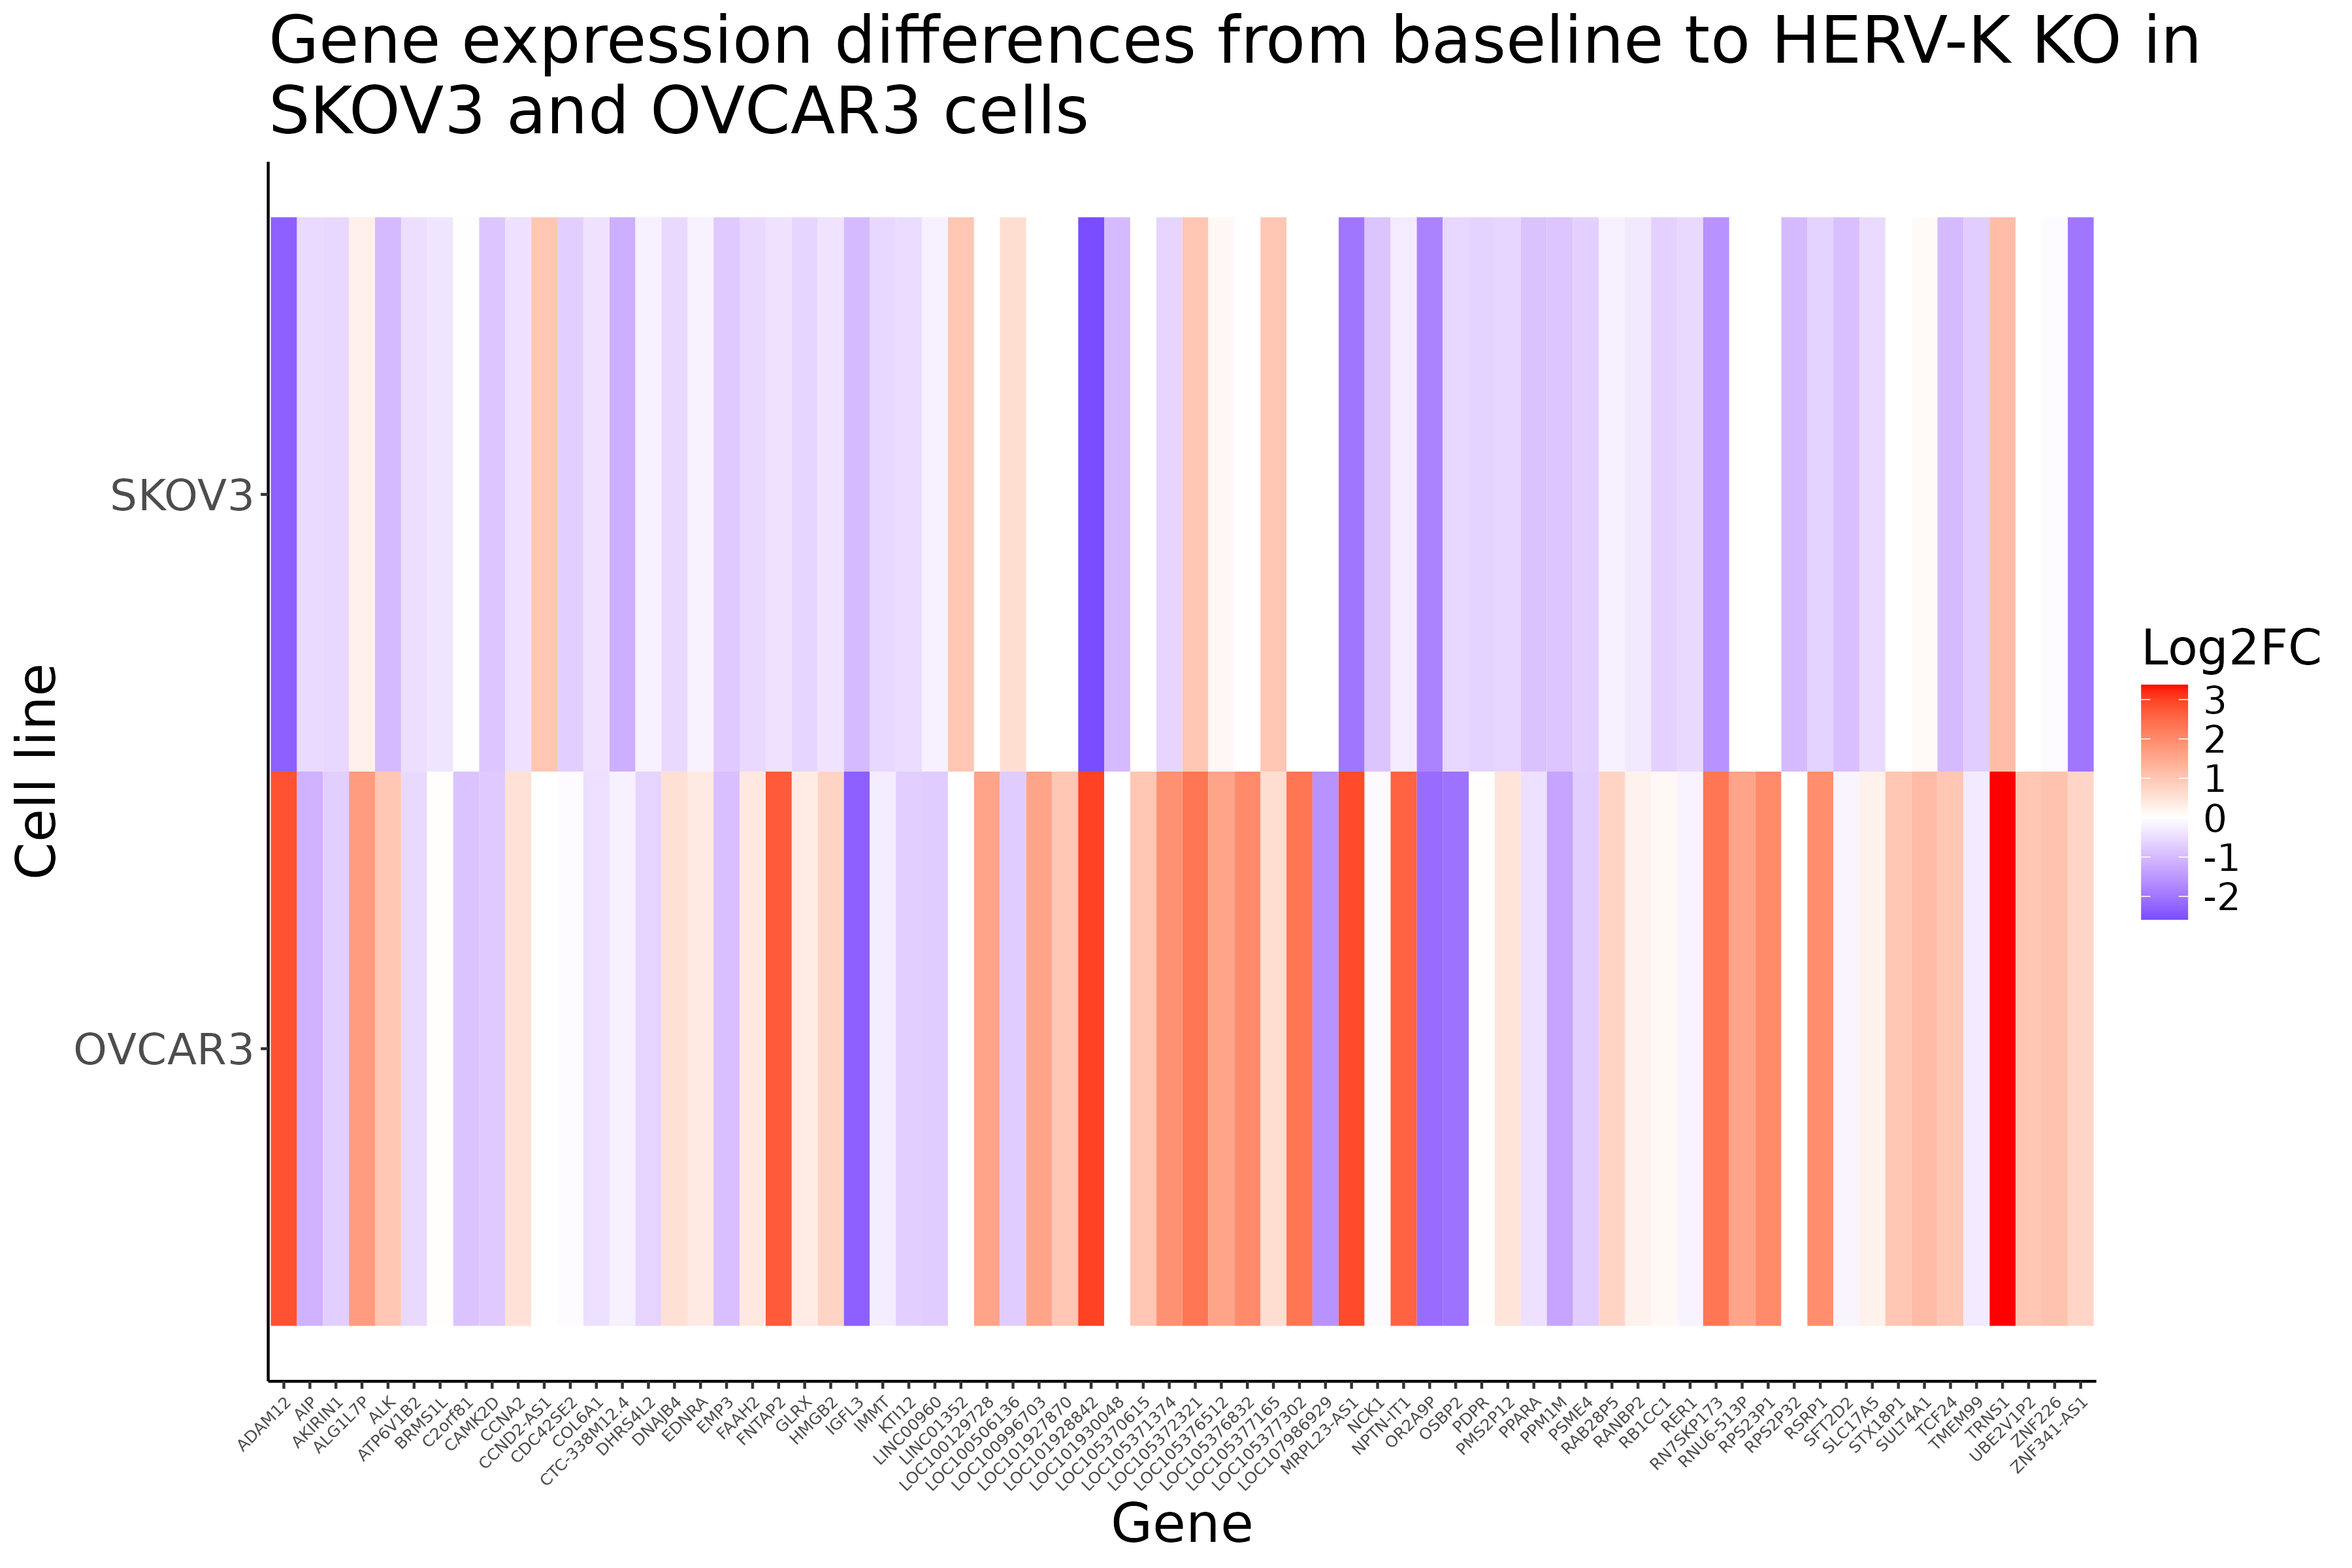 Gene expression differences from baseline to HERV-K KO in
SKOV3 and OVCAR3 cells
Cell line
SKOV3
OVCAR3
Log2FC
3
2
1
0
-1
-2
ADAM12
AIP
AKIRIN1
ALG1L7P
ALK
ATP6V1B2
BRMS1L
C2orf81
CAMK2D
CCNA2
CCND2-AS1
CDC42SE2
COL6A1
CTC-338M12.4
DHRS4L2
DNAJB4
EDNRA
EMP3
FAAH2
FNTAP2
GLRX
HMGB2
IGFL3
IMMT
KTI12
LINC00960
LINC01352
LOC100129728
LOC100506136
LOC100996703
LOC101927870
LOC101928842
LOC101930048
LOC105370615
LOC105371374
LOC105372321
LOC105376512
LOC105376832
LOC105377165
LOC105377302
LOC107986929
MRPL23-AS1
NCK1
NPTN-IT1
OR2A9P
OSBP2
PDPR
PMS2P12
PPARA
PPM1M
PSME4
RAB28P5
RANBP2
RB1CC1
RER1
RN7SKP173
RNU6-513P
RPS23P1
RPS2P32
RSRP1
SFT2D2
SLC17A5
STX18P1
SULT4A1
TCF24
TMEM99
TRNS1
UBE2V1P2
ZNF226
ZNF341-AS1
Gene